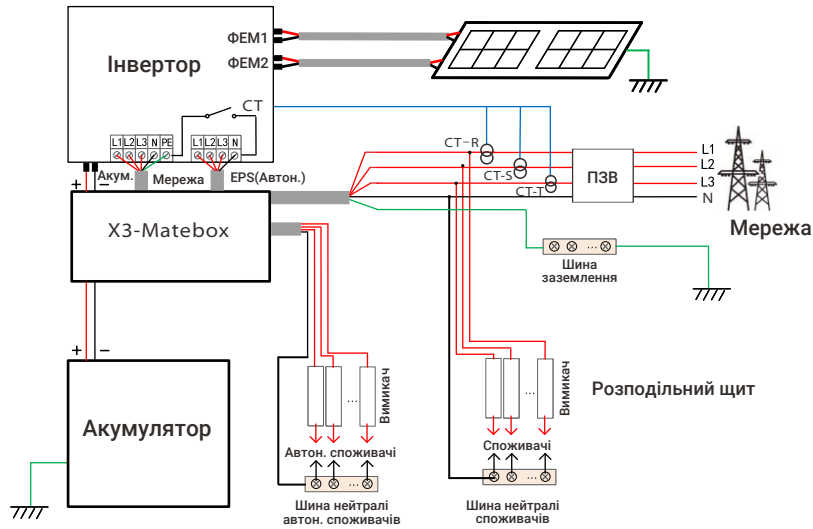 ФЕМ1
ФЕМ2
Інвертор
CT
L1 L2 L3 N PE
L1 L2 L3 N
+ Акум. –
Мережа
EPS(Автон.)
X3-Matebox
CT-R
CT-S
CT-T
ПЗВ
L1
L2
L3
N
Мережа
...
Шина
заземлення
+ –
Акумулятор
...
Вимикач
Автон. споживачі
...
Шина нейтралі
автон. споживачів
...
Вимикач
Споживачі
...
Шина нейтралі
споживачів
Розподільний щит